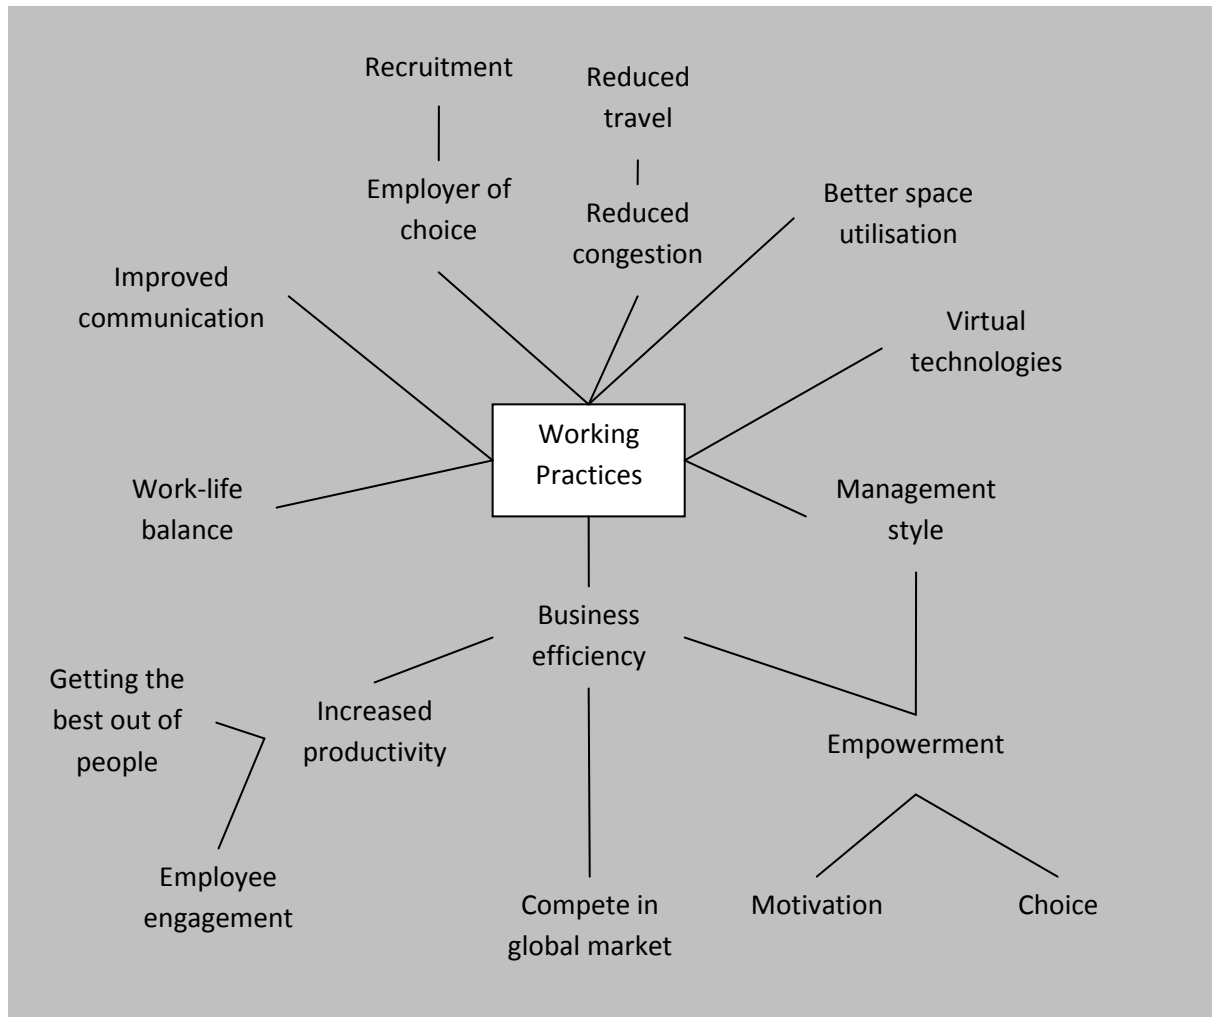 Recruitment
Reduced
travel
Employer of
choice
Reduced
congestion
Better space
utilisation
Improved
communication
Virtual
technologies
Working
Practices
Work-life
balance
Management
style
Business
efficiency
Getting the
best out of
people
Increased
productivity
Empowerment
Employee
engagement
Compete in
global market
Motivation
Choice